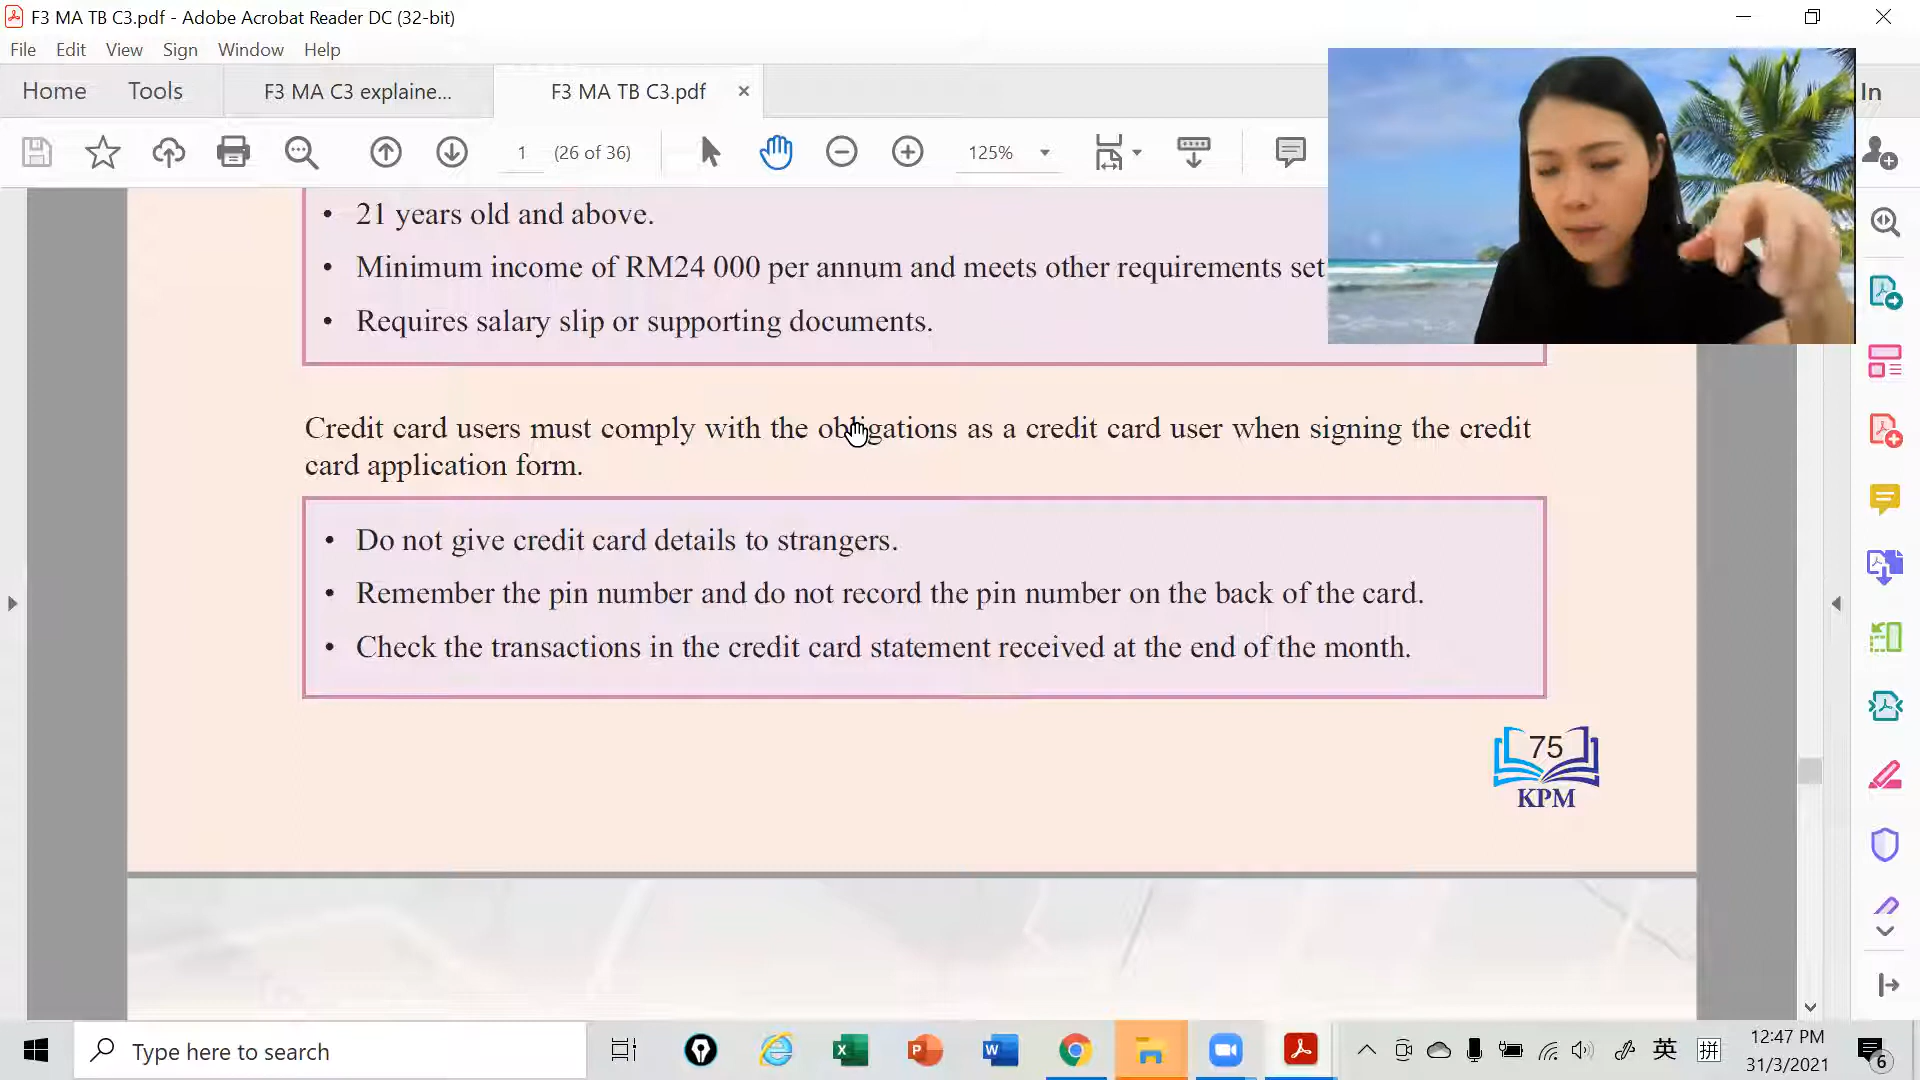 F3 MA TB C3.pdf - Adobe Acrobat Reader DC (32-bit)
File Edit View Sign Window Help
Home Tools F3 MA C3 explaine... F3 MA TB C3.pdf × In
1 (26 of 36) 125%
• 21 years old and above.
• Minimum income of RM24 000 per annum and meets other requirements set
• Requires salary slip or supporting documents.
Credit card users must comply with the obligations as a credit card user when signing the credit
card application form.
• Do not give credit card details to strangers.
• Remember the pin number and do not record the pin number on the back of the card.
• Check the transactions in the credit card statement received at the end of the month.
75
KPM
Type here to search
英 拼
12:47 PM
31/3/2021
6